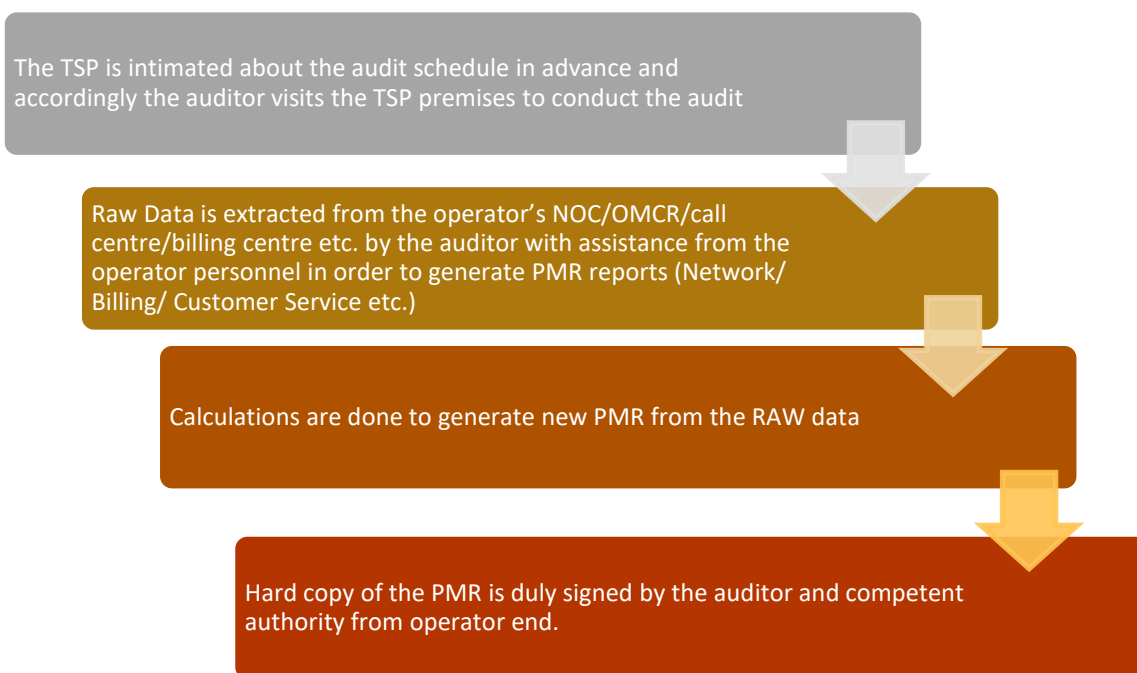 The TSP is intimated about the audit schedule in advance and
accordingly the auditor visits the TSP premises to conduct the audit
Raw Data is extracted from the operator’s NOC/OMCR/call
centre/billing centre etc. by the auditor with assistance from the
operator personnel in order to generate PMR reports (Network/
Billing/ Customer Service etc.)
Calculations are done to generate new PMR from the RAW data
Hard copy of the PMR is duly signed by the auditor and competent
authority from operator end.